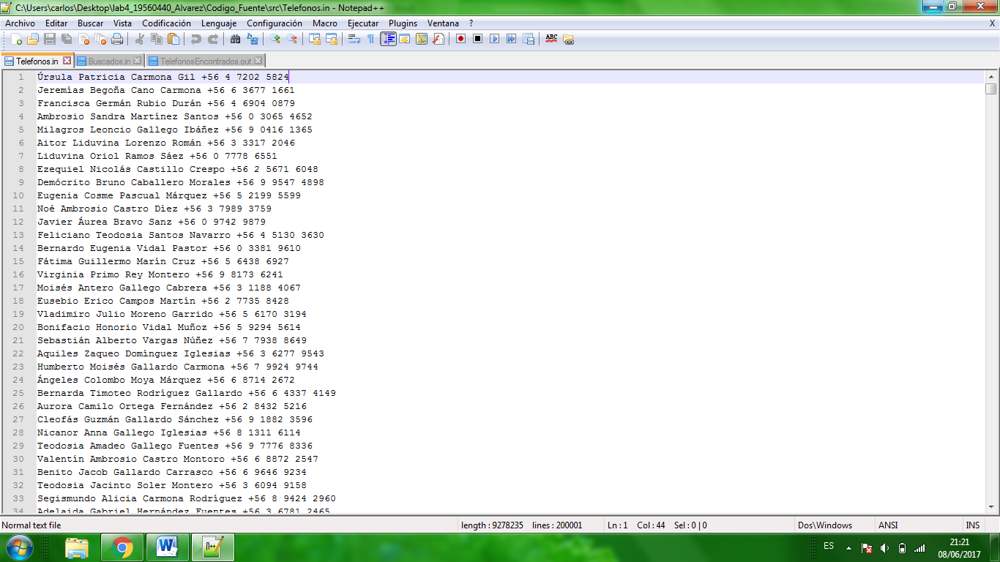 C:\Users\carlos\Desktop\lab4_19560440_Alvarez\Codigo_Fuente\src\Telefonos.in - Notepad++
Archivo Editar Buscar Vista Codificación Lenguaje Configuración Macro Ejecutar Plugins Ventana ? X
Telefonos.in Buscados.in TelefonosEncontrados.out
1 Úrsula Patricia Carmona Gil +56 4 7202 5824
2 Jeremías Begoña Cano Carmona +56 6 3677 1661
3 Francisca Germán Rubio Durán +56 4 6904 0879
4 Ambrosio Sandra Martínez Santos +56 0 3065 4652
5 Milagros Leoncio Gallego Ibáñez +56 9 0416 1365
6 Aitor Liduvina Lorenzo Román +56 3 3317 2046
7 Liduvina Oriol Ramos Sáez +56 0 7778 6551
8 Ezequiel Nicolás Castillo Crespo +56 2 5671 6048
9 Demócrito Bruno Caballero Morales +56 9 9547 4898
10 Eugenia Cosme Pascual Márquez +56 5 2199 5599
11 Noé Ambrosio Castro Díez +56 3 7989 3759
12 Javier Áurea Bravo Sanz +56 0 9742 9879
13 Feliciano Teodosia Santos Navarro +56 4 5130 3630
14 Bernardo Eugenia Vidal Pastor +56 0 3381 9610
15 Fátima Guillermo Marín Cruz +56 5 6438 6927
16 Virginia Primo Rey Montero +56 9 8173 6241
17 Moisés Antero Gallego Cabrera +56 3 1188 4067
18 Eusebio Erico Campos Martín +56 2 7735 8428
19 Vladimiro Julio Moreno Garrido +56 5 6170 3194
20 Bonifacio Honorio Vidal Muñoz +56 5 9294 5614
21 Sebastián Alberto Vargas Núñez +56 7 7938 8649
22 Aquiles Zaqueo Domínguez Iglesias +56 3 6277 9543
23 Humberto Moisés Gallardo Carmona +56 7 9924 9744
24 Ángeles Colombo Moya Márquez +56 6 8714 2672
25 Bernarda Timoteo Rodríguez Gallardo +56 6 4337 4149
26 Aurora Camilo Ortega Fernández +56 2 8432 5216
27 Cleofás Guzmán Gallardo Sánchez +56 9 1882 3596
28 Nicanor Anna Gallego Iglesias +56 8 1311 6114
29 Teodosia Amadeo Gallego Fuentes +56 9 7776 8336
30 Valentín Ambrosio Castro Montoro +56 6 8872 2547
31 Benito Jacob Gallardo Carrasco +56 6 9646 9234
32 Teodosia Jacinto Soler Montero +56 3 6094 9158
33 Segismundo Alicia Carmona Rodríguez +56 8 9424 2960
34 Adelaida Gabriel Hernández Fuentes +56 3 6781 2465
Normal text file length : 9278235 lines : 200001 Ln : 1 Col : 44 Sel : 0 | 0 Dos\Windows ANSI INS
ES 21:21
08/06/2017